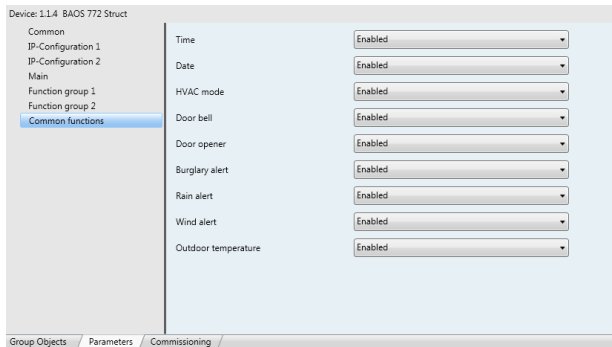 Device: 1.1.4 BAOS 772 Struct
Common
IP-Configuration 1
IP-Configuration 2
Main
Function group 1
Function group 2
Common functions
Time Enabled
Date Enabled
HVAC mode Enabled
Door bell Enabled
Door opener Enabled
Burglary alert Enabled
Rain alert Enabled
Wind alert Enabled
Outdoor temperature Enabled
Group Objects Parameters Commissioning